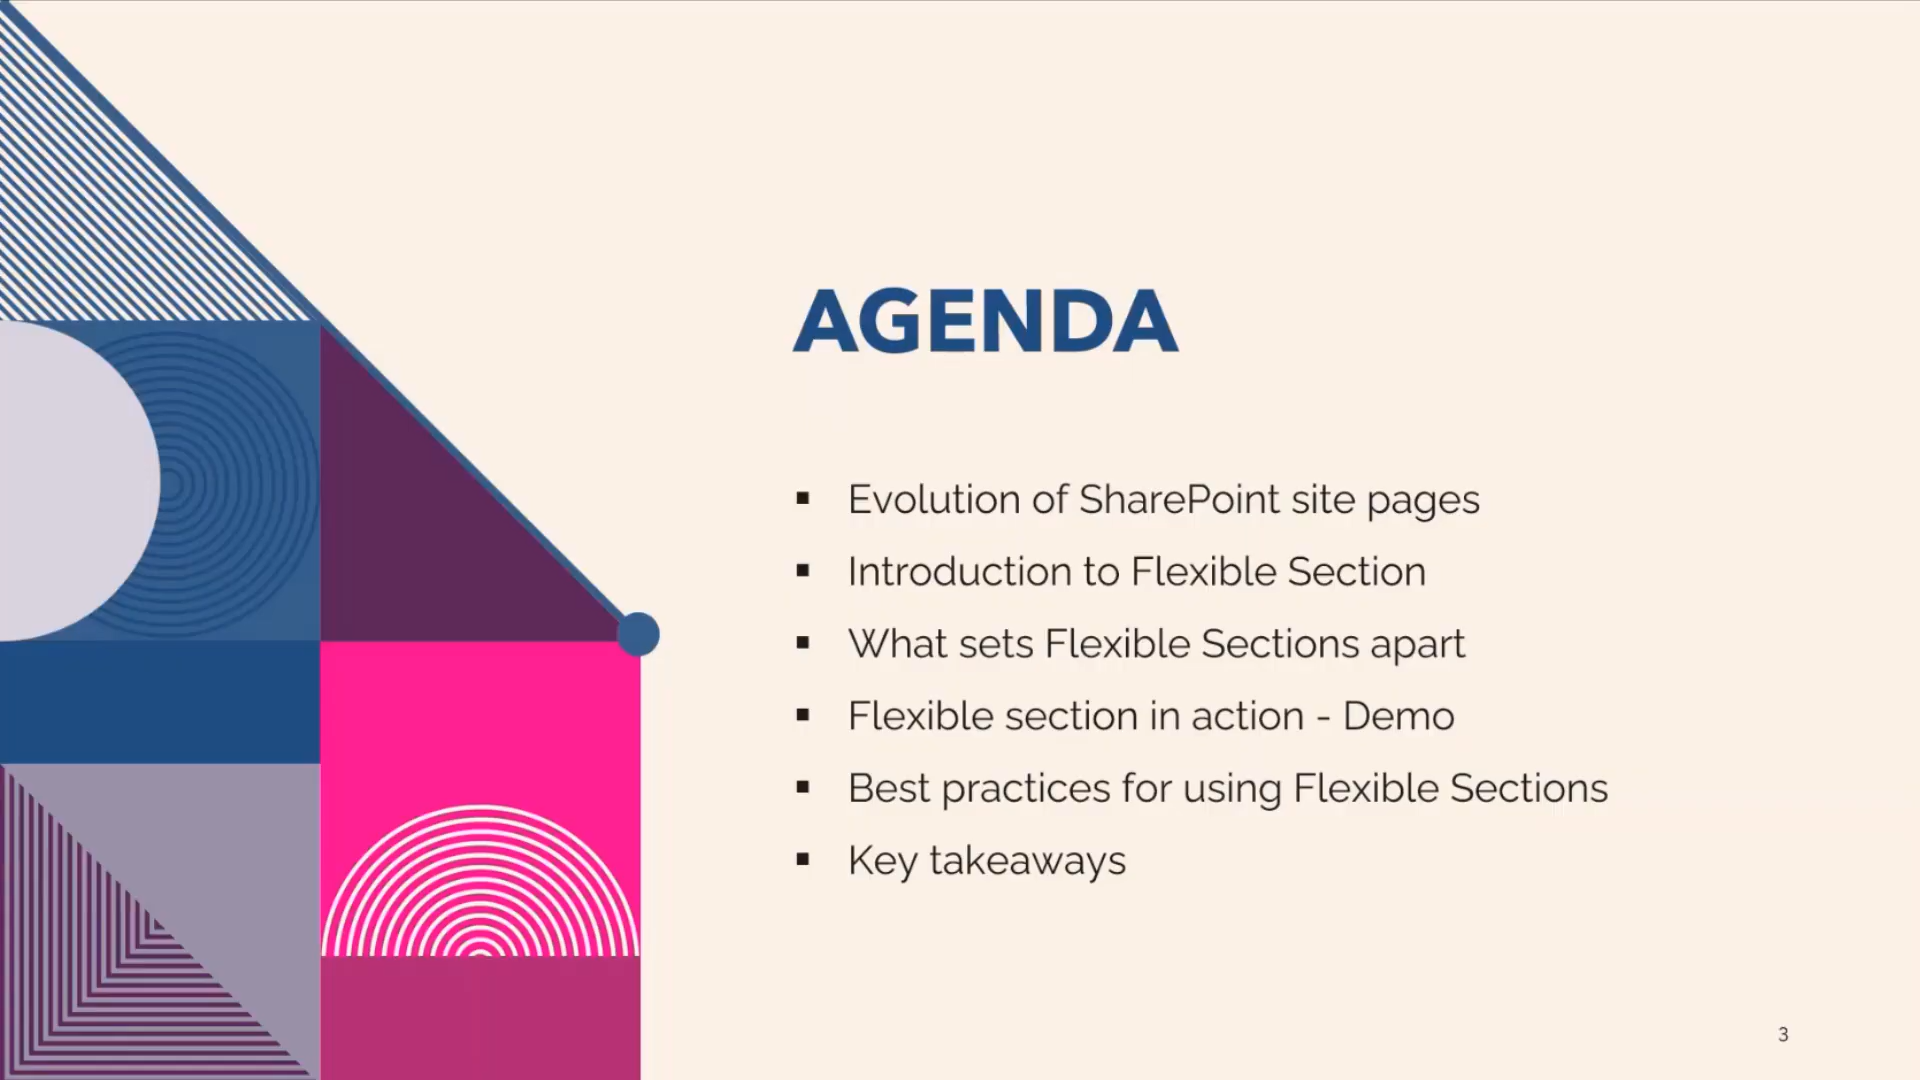 AGENDA
▪ Evolution of SharePoint site pages
▪ Introduction to Flexible Section
▪ What sets Flexible Sections apart
▪ Flexible section in action - Demo
▪ Best practices for using Flexible Sections
▪ Key takeaways
3